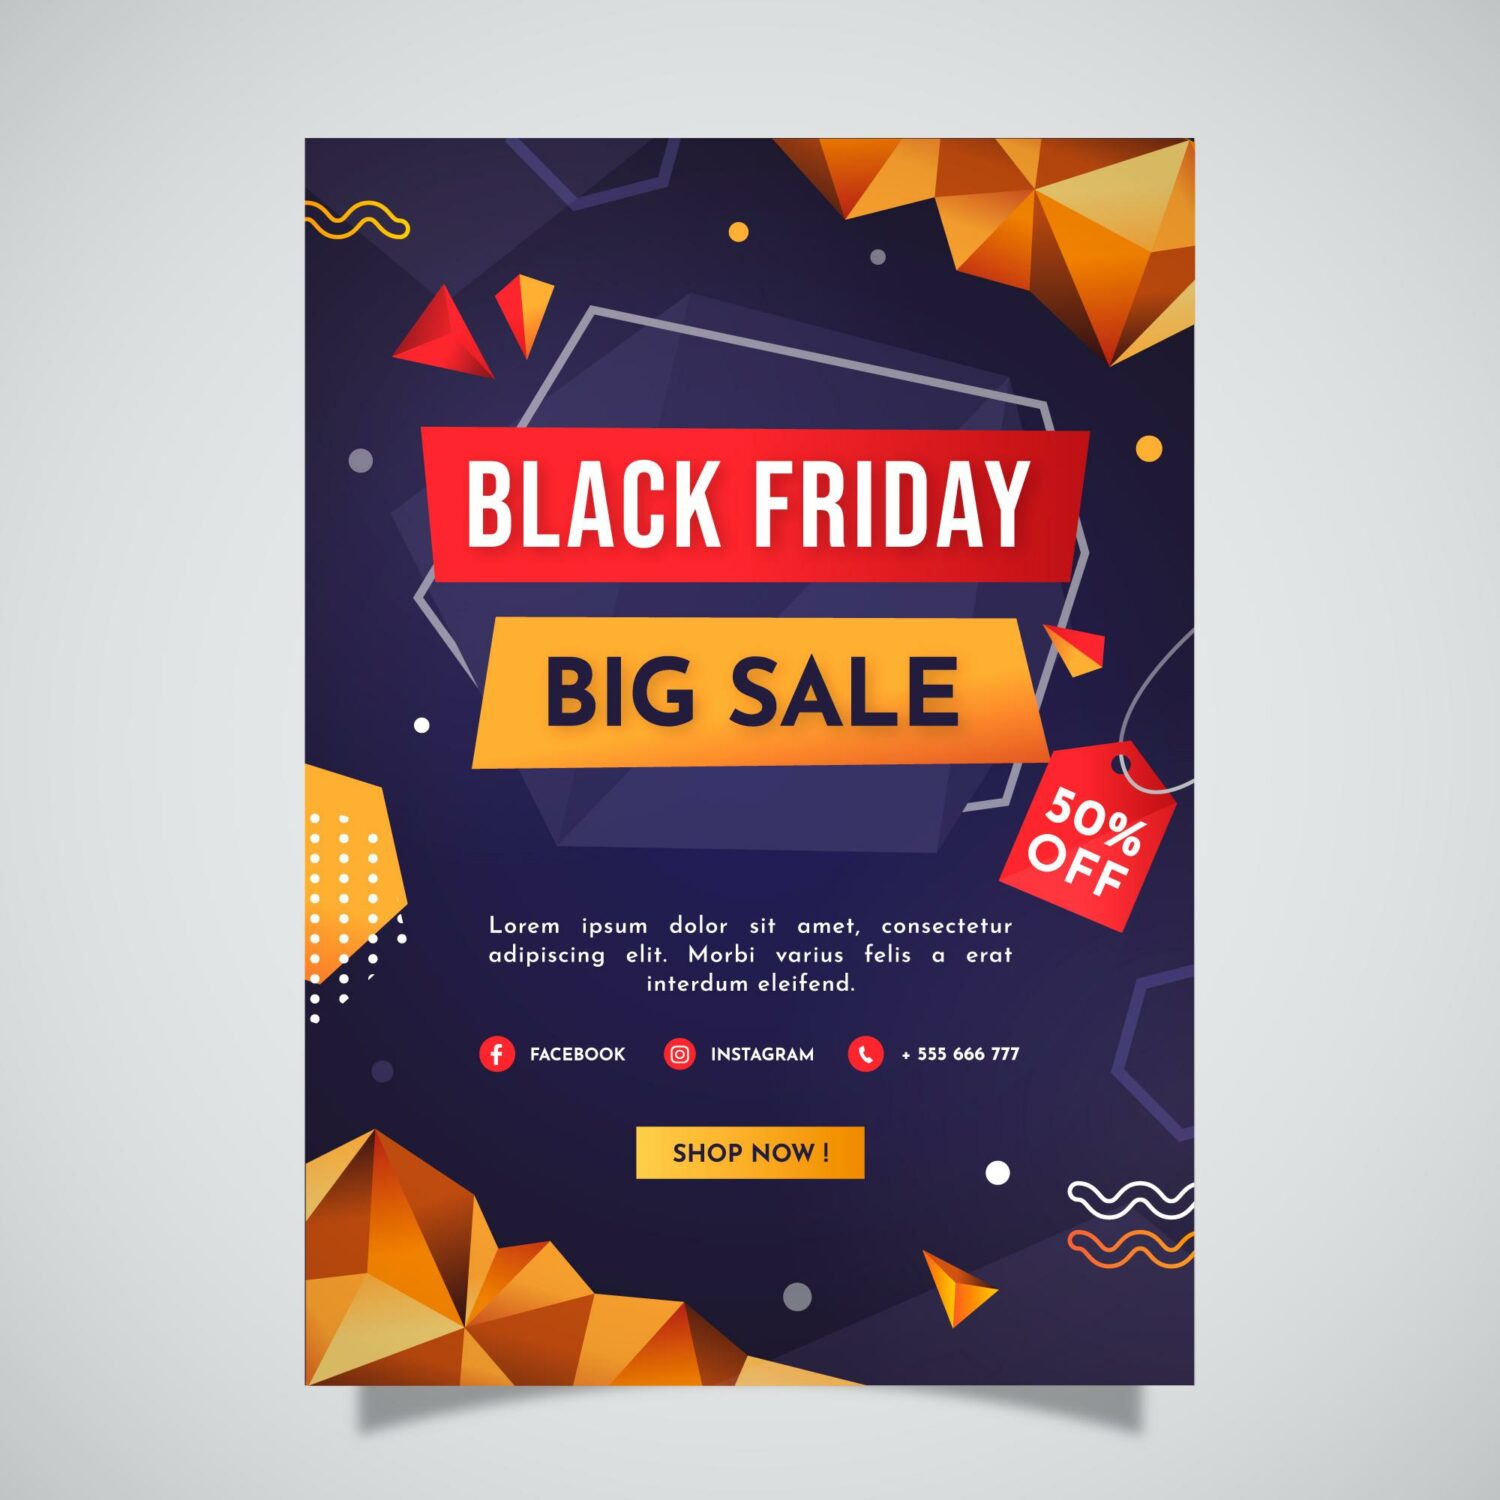 BLACK FRIDAY
BIG SALE
50%
OFF
Lorem ipsum dolor sit amet, consectetur
adipiscing elit. Morbi varius felis a erat
interdum eleifend.
FACEBOOK INSTAGRAM + 555 666 777
SHOP NOW !